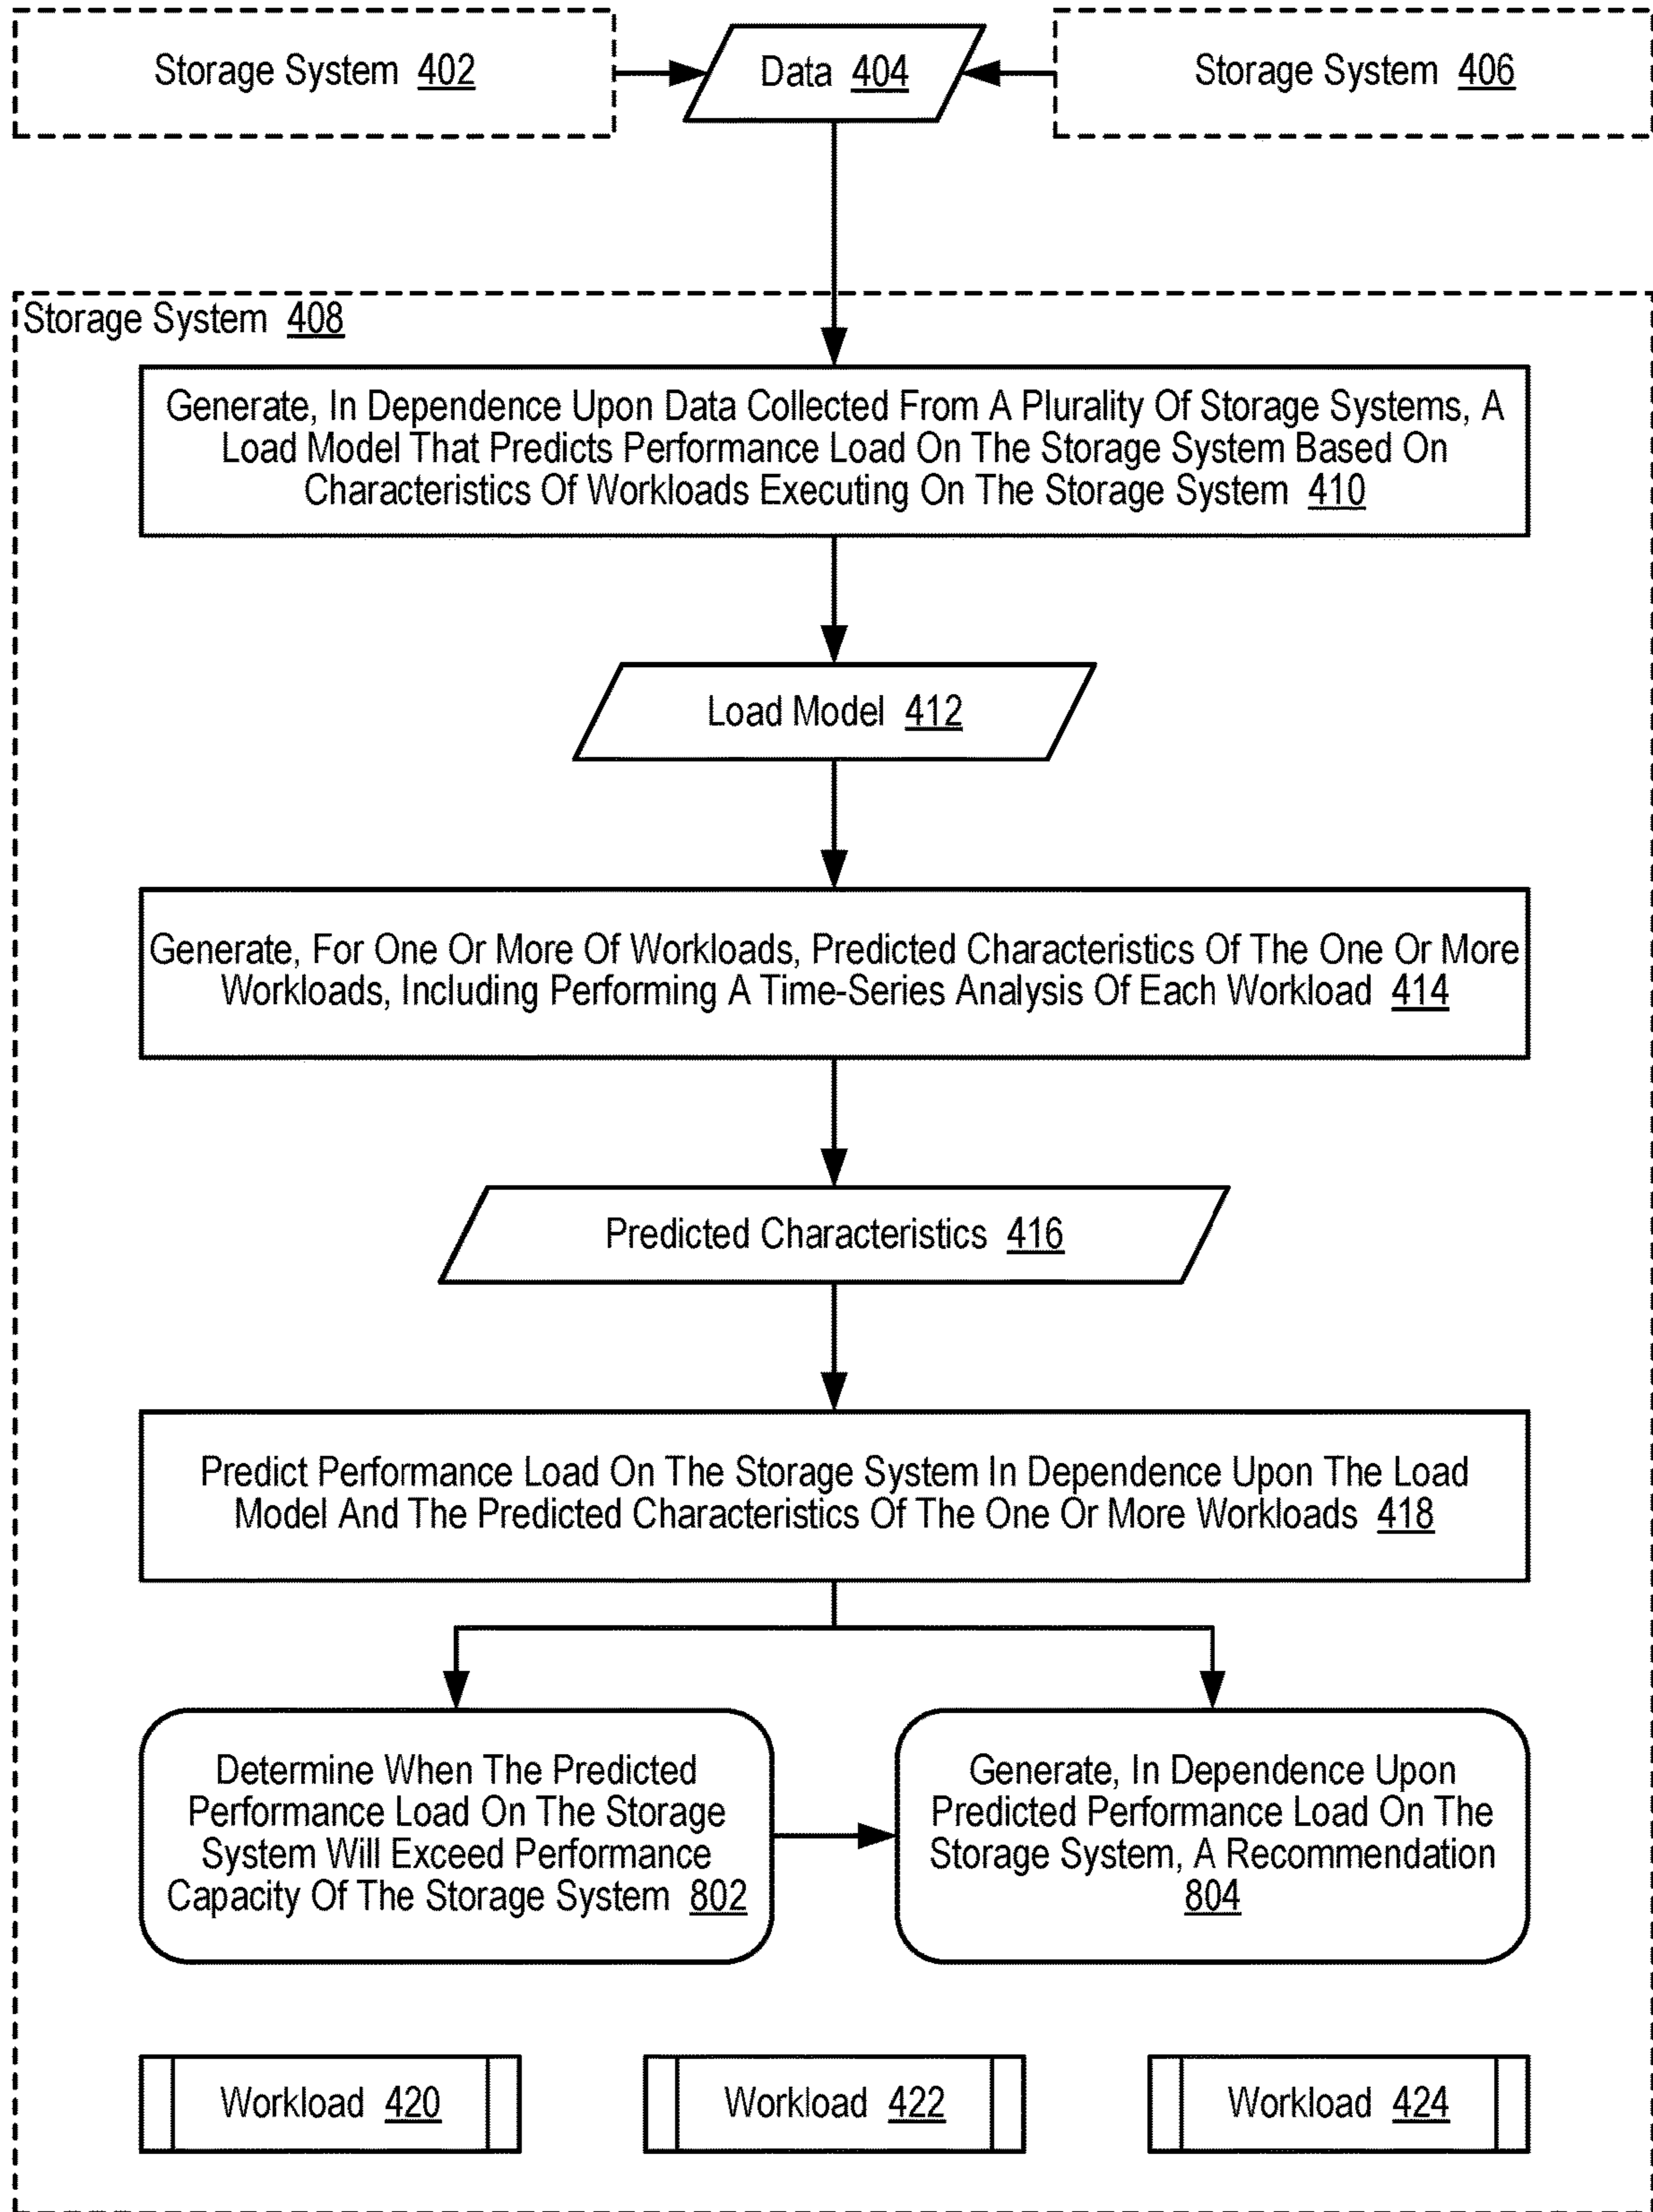 Storage System 402
Data 404
Storage System 406
Storage System 408
Generate, In Dependence Upon Data Collected From A Plurality Of Storage Systems, A
Load Model That Predicts Performance Load On The Storage System Based On
Characteristics Of Workloads Executing On The Storage System 410
Load Model 412
Generate, For One Or More Of Workloads, Predicted Characteristics Of The One Or More
Workloads, Including Performing A Time-Series Analysis Of Each Workload 414
Predicted Characteristics 416
Predict Performance Load On The Storage System In Dependence Upon The Load
Model And The Predicted Characteristics Of The One Or More Workloads 418
Determine When The Predicted
Performance Load On The Storage
System Will Exceed Performance
Capacity Of The Storage System 802
Generate, In Dependence Upon
Predicted Performance Load On The
Storage System, A Recommendation
804
Workload 420
Workload 422
Workload 424